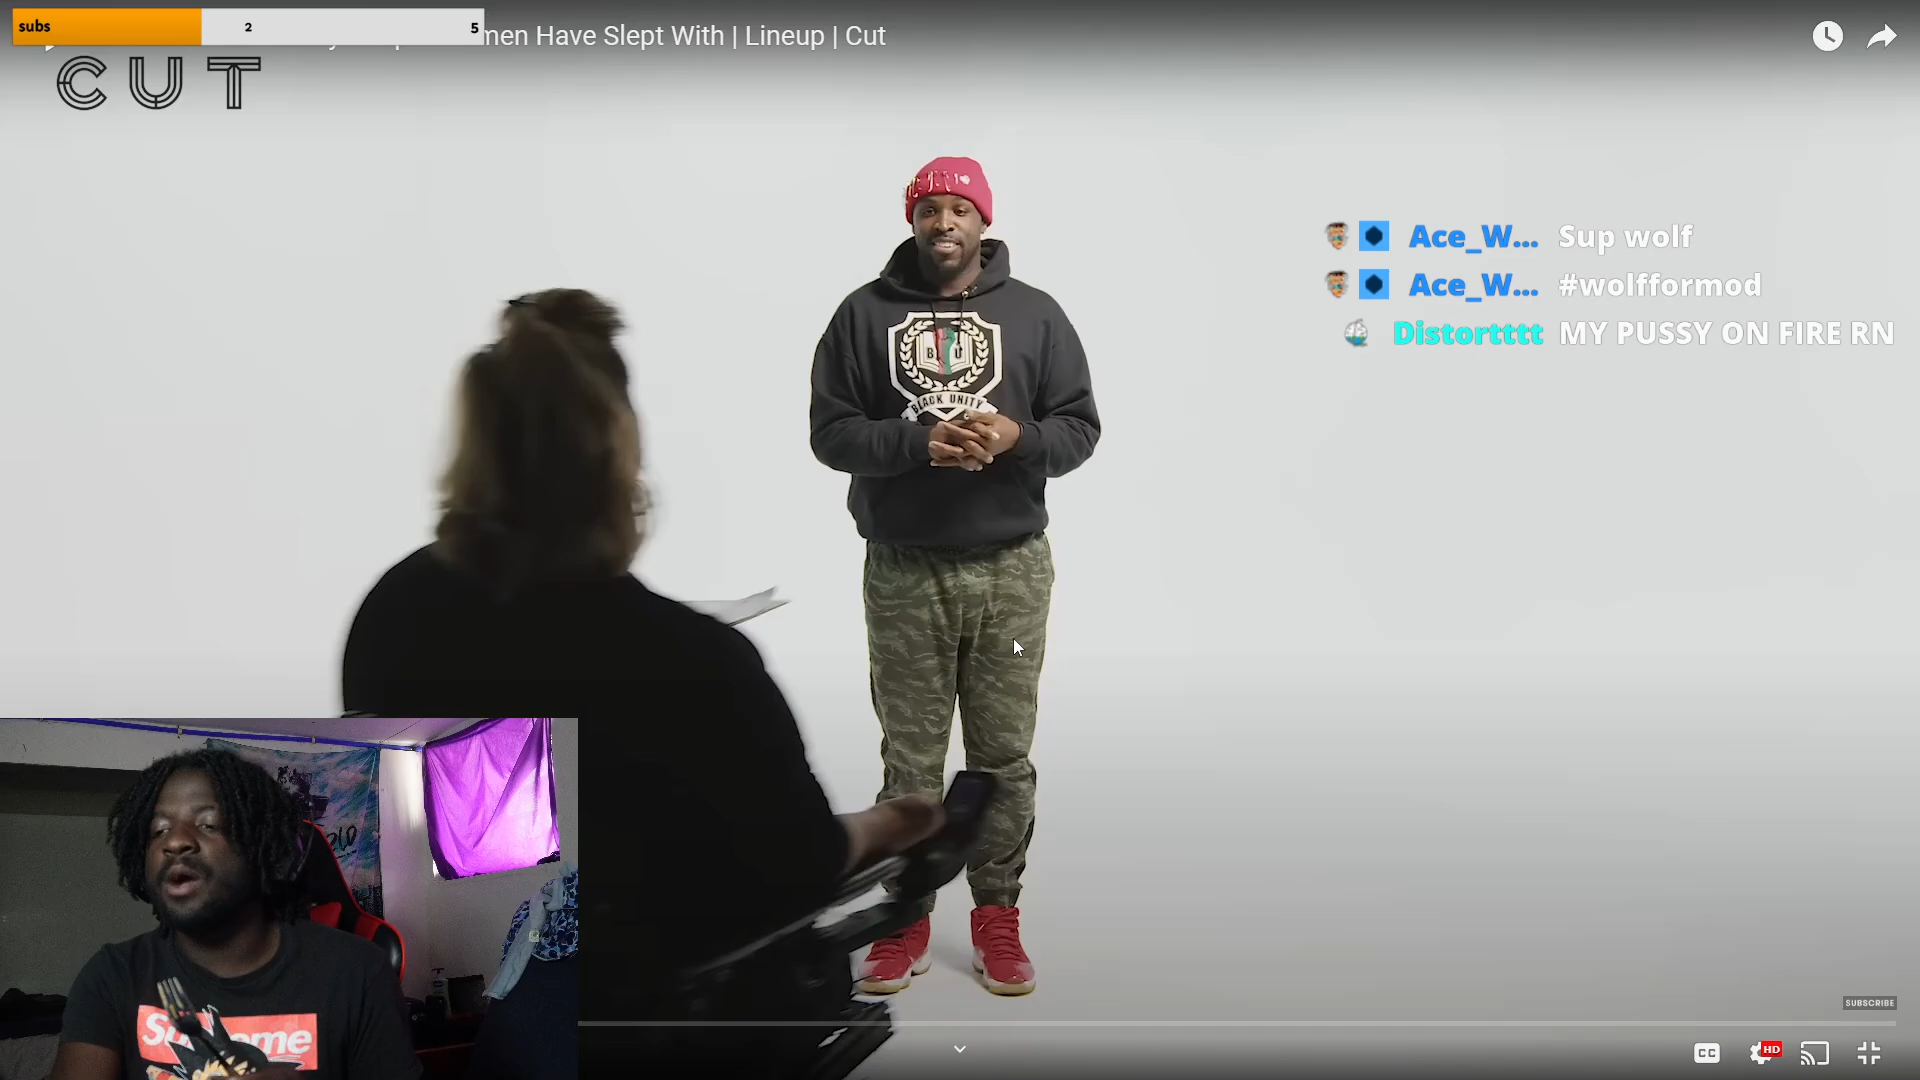 subs 2 5
men Have Slept With | Lineup | Cut
CUT
Ace_W... Sup wolf
Ace_W... #wolfformod
Distortttt MY PUSSY ON FIRE RN
B U
BLACK UNITY
SUBSCRIBE
CC HD